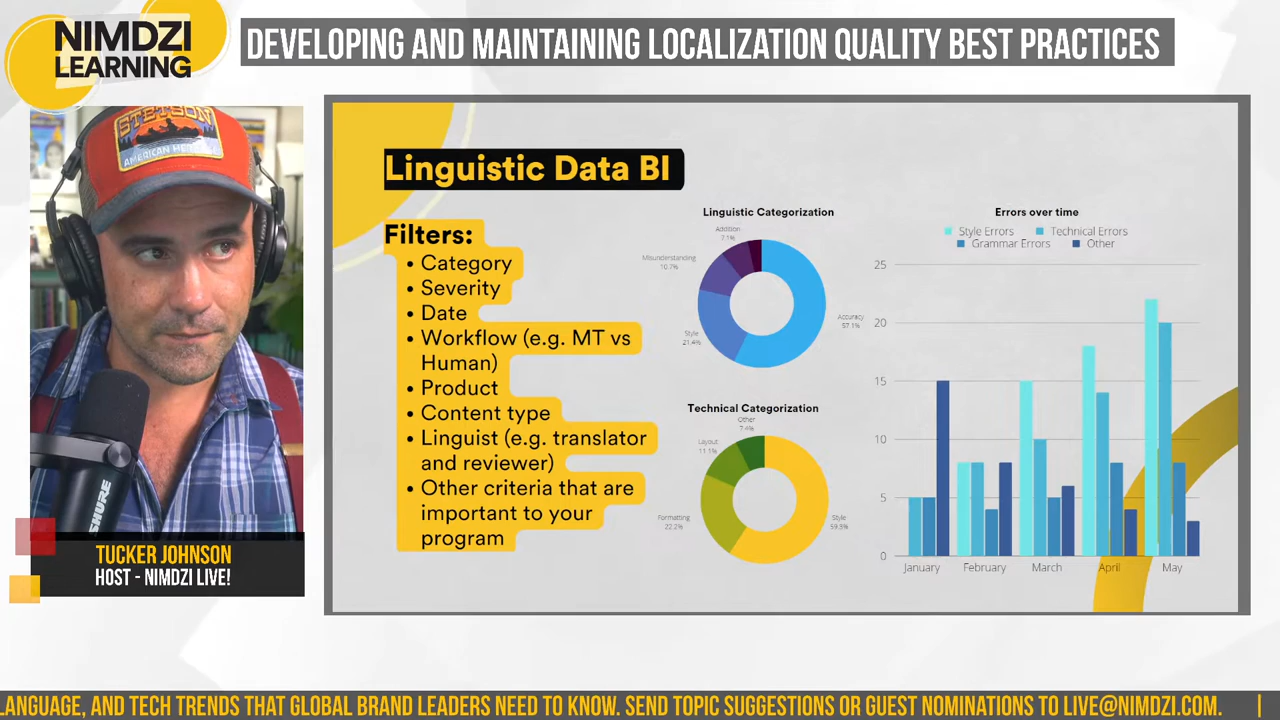 NIMDZI
LEARNING
DEVELOPING AND MAINTAINING LOCALIZATION QUALITY BEST PRACTICES
STETSON
AMERICAN
SHURE
TUCKER JOHNSON
HOST - NIMDZI LIVE!
Linguistic Data BI
Filters:
• Category
• Severity
• Date
• Workflow (e.g. MT vs
Human)
• Product
• Content type
• Linguist (e.g. translator
and reviewer)
• Other criteria that are
important to your
program
Linguistic Categorization
Addition
7.1%
Misunderstanding
10.7%
Style
21.4%
Accuracy
57.1%
Technical Categorization
Other
7.4%
Layout
11.1%
Formatting
22.2%
Style
59.3%
Errors over time
Style Errors Technical Errors
Grammar Errors Other
25
20
15
10
5
0
January February March April May
LANGUAGE, AND TECH TRENDS THAT GLOBAL BRAND LEADERS NEED TO KNOW. SEND TOPIC SUGGESTIONS OR GUEST NOMINATIONS TO LIVE@NIMDZI.COM. |